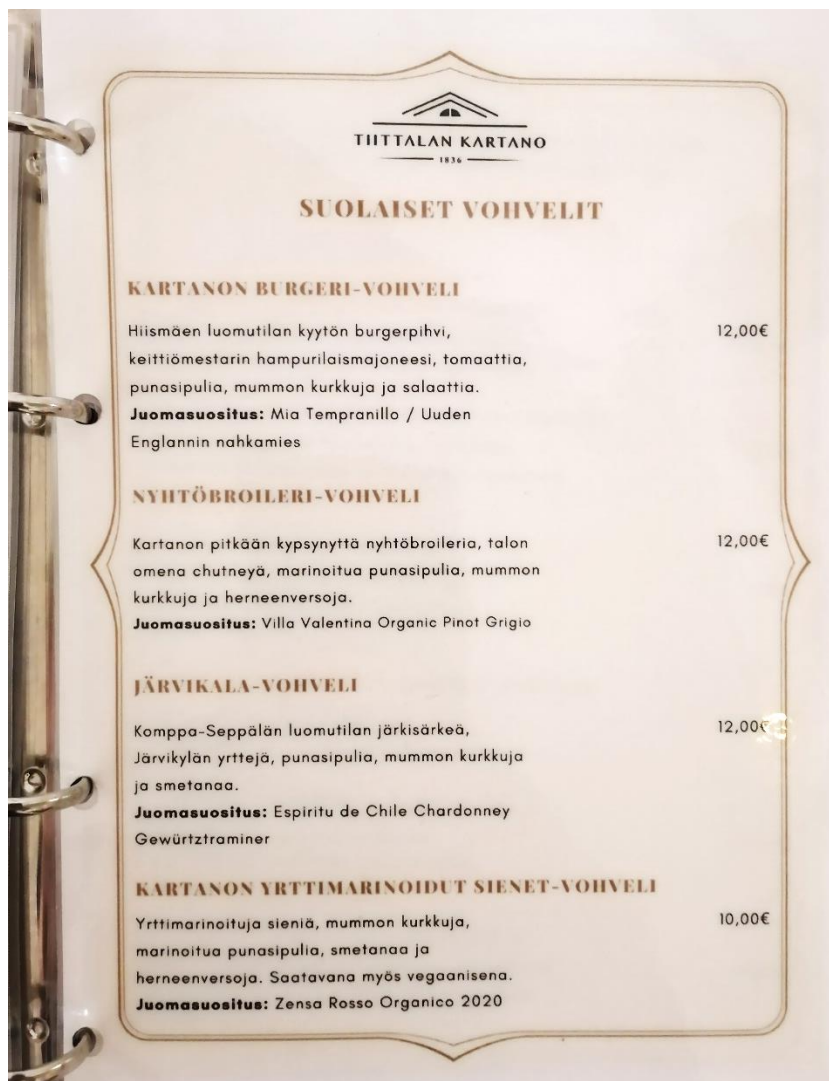 TIITTALAN KARTANO
1836
SUOLAISET VOHVELIT
KARTANON BURGERI-VOHVELI
Hiismäen luomutilan kyytön burgerpihvi, 12,00€
keittiömestarin hampurilaismajoneesi, tomaattia,
punasipulia, mummon kurkkuja ja salaattia.
Juomasuositus: Mia Tempranillo / Uuden
Englannin nahkamies
NYHTÖBROILERI-VOHVELI
Kartanon pitkään kypsynyttä nyhtöbroileria, talon 12,00€
omena chutneyä, marinoitua punasipulia, mummon
kurkkuja ja herneenversoja.
Juomasuositus: Villa Valentina Organic Pinot Grigio
JÄRVIKALA-VOHVELI
Komppa-Seppälän luomutilan järkisärkeä, 12,00€
Järvikylän yrttejä, punasipulia, mummon kurkkuja
ja smetanaa.
Juomasuositus: Espiritu de Chile Chardonney
Gewürtztraminer
KARTANON YRTTIMARINOIDUT SIENET-VOHVELI
Yrttimarinoituja sieniä, mummon kurkkuja, 10,00€
marinoitua punasipulia, smetanaa ja
herneenversoja. Saatavana myös vegaanisena.
Juomasuositus: Zensa Rosso Organico 2020